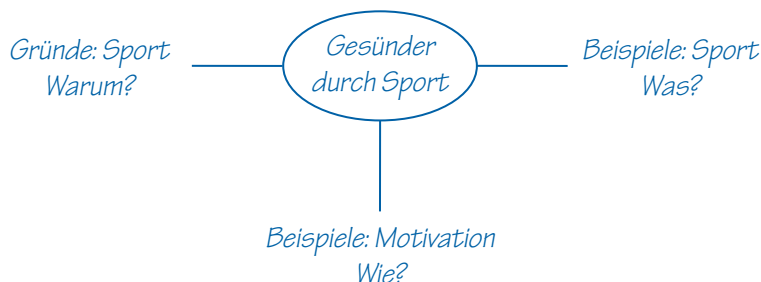 Gründe: Sport
Warum?
Gesünder
durch Sport
Beispiele: Sport
Was?
Beispiele: Motivation
Wie?